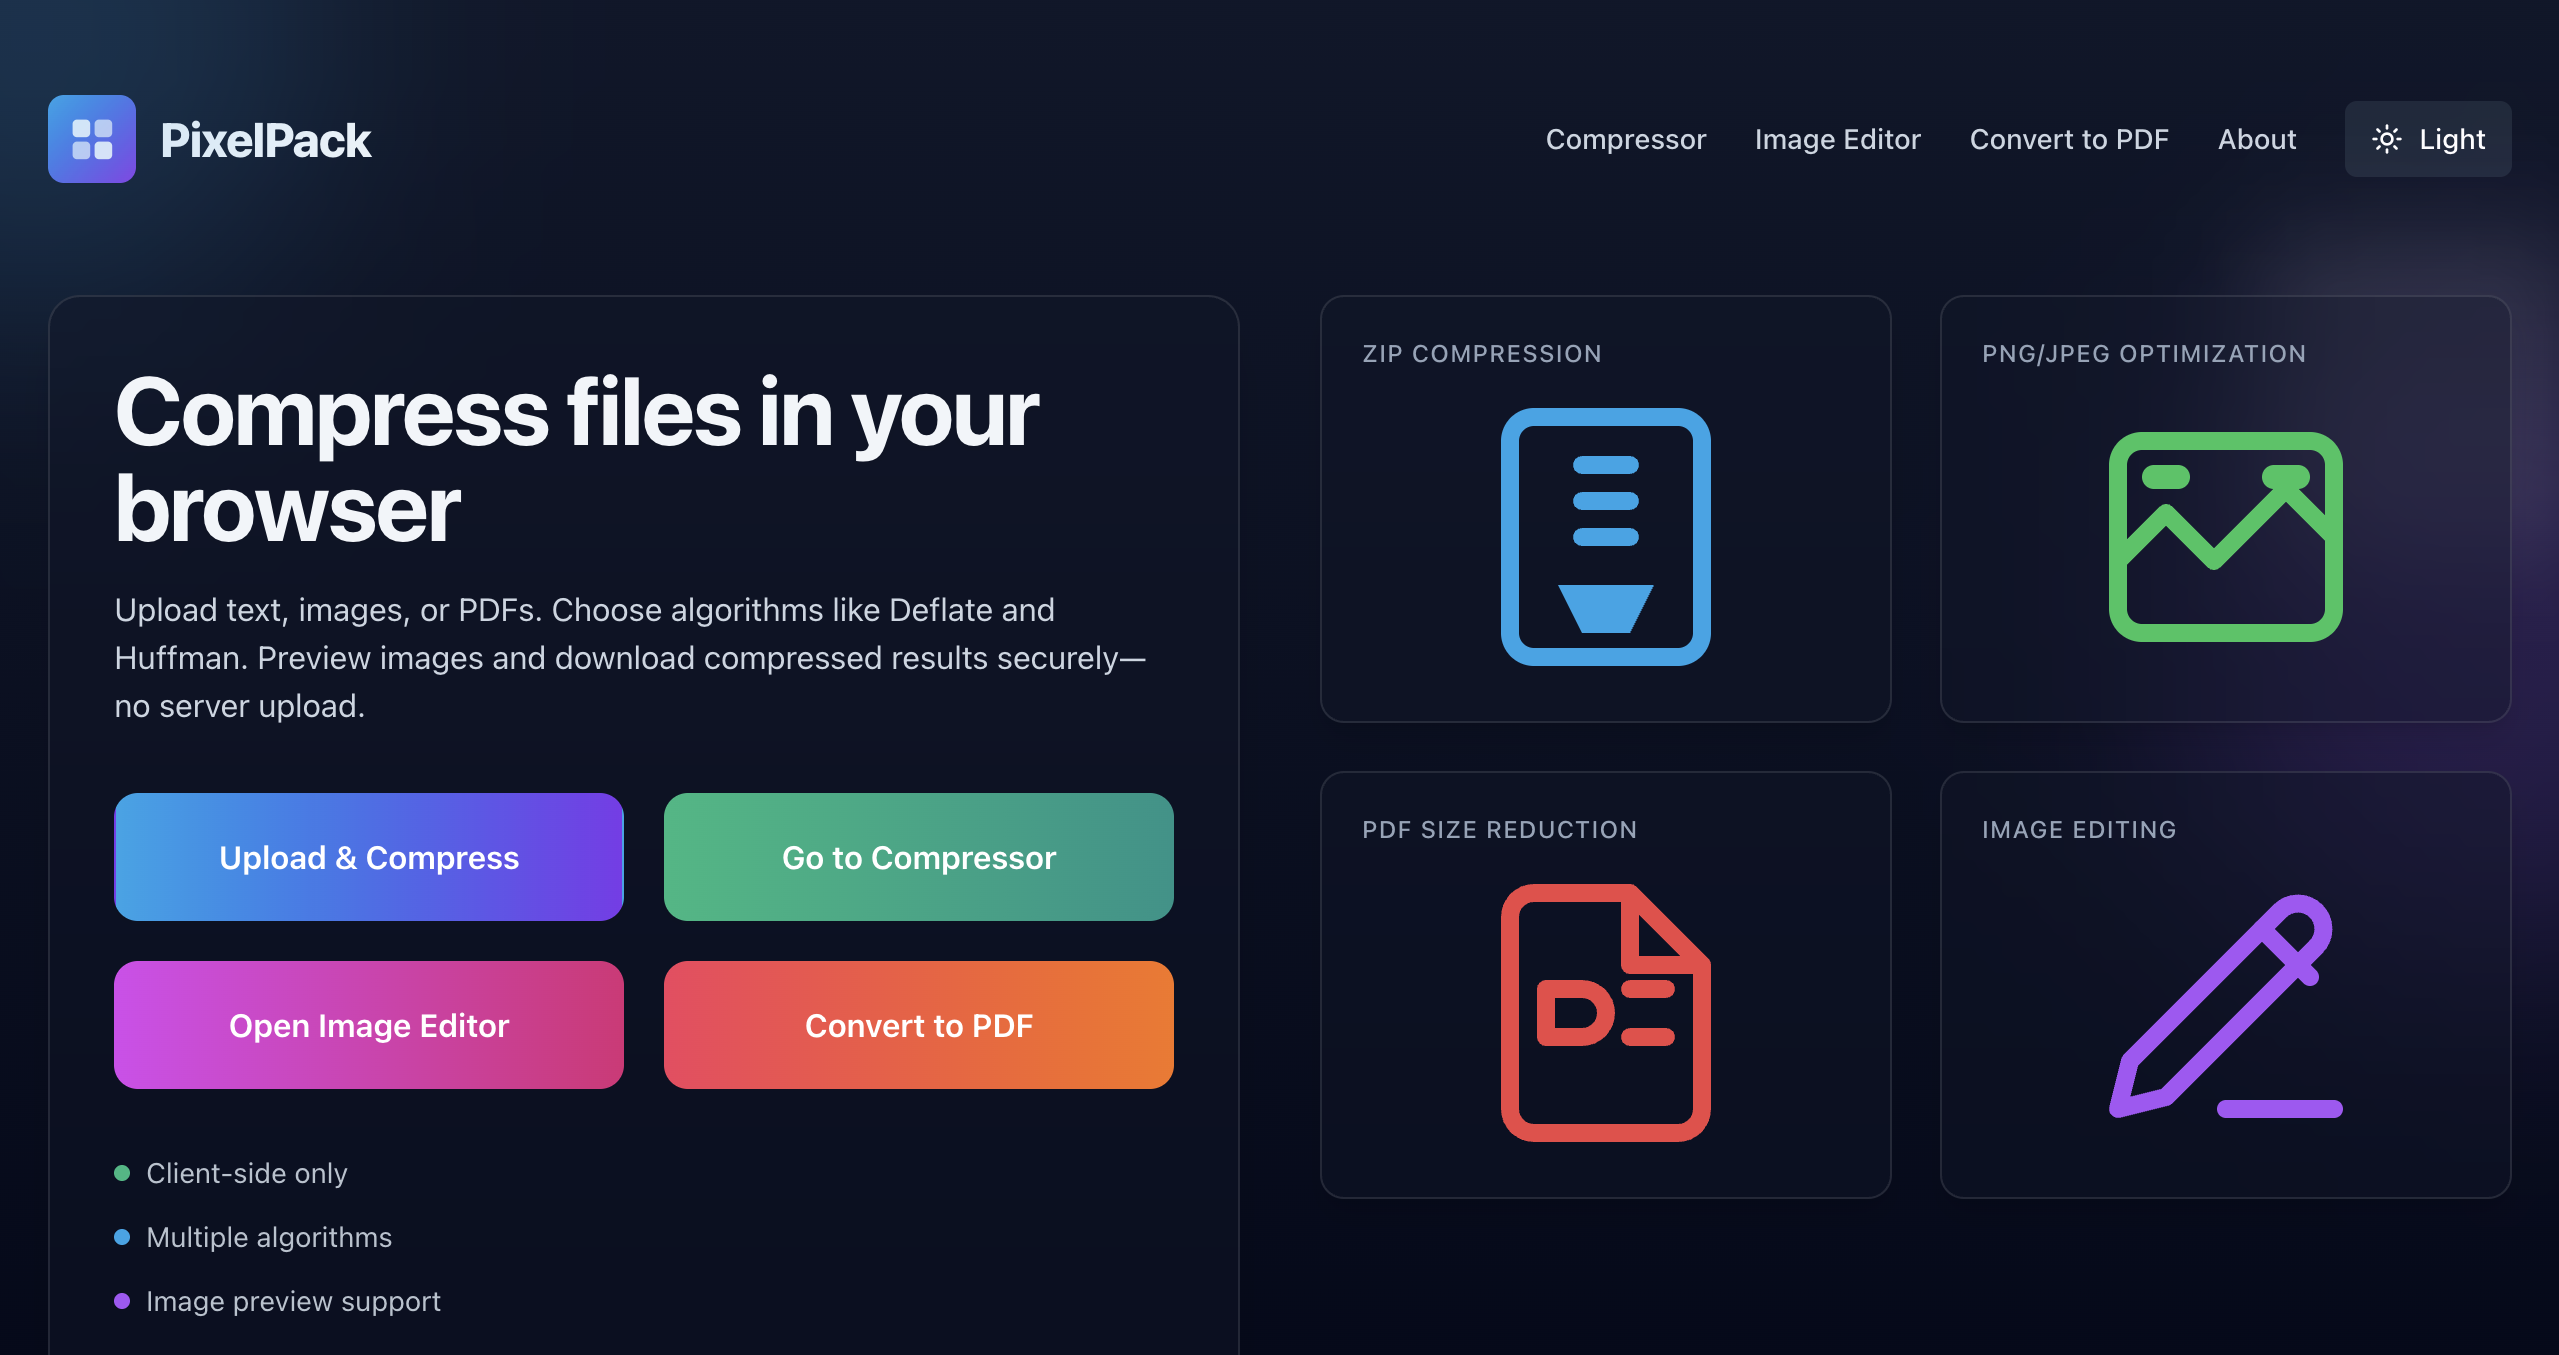 PixelPack
Compressor
Image Editor
Convert to PDF
About
Light
Compress files in your
browser
Upload text, images, or PDFs. Choose algorithms like Deflate and
Huffman. Preview images and download compressed results securely—
no server upload.
Upload & Compress
Go to Compressor
Open Image Editor
Convert to PDF
Client-side only
Multiple algorithms
Image preview support
ZIP COMPRESSION
PNG/JPEG OPTIMIZATION
PDF SIZE REDUCTION
IMAGE EDITING